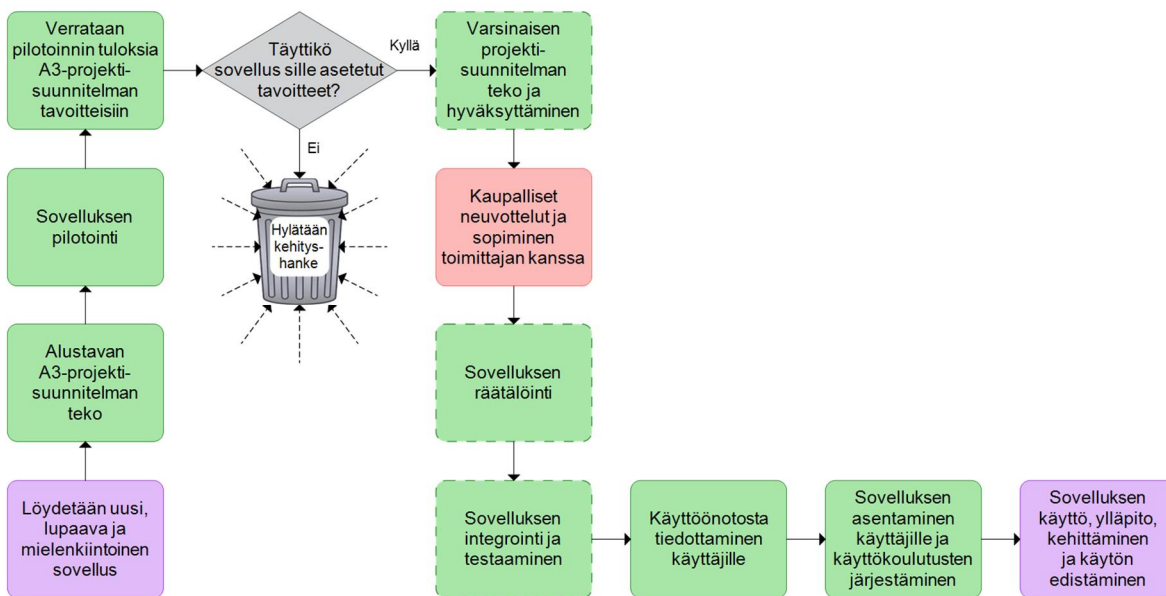 Verrataan
pilotoinnin tuloksia
A3-projekti-
suunnitelman
tavoitteisiin
Täyttikö
sovellus sille asetetut
tavoitteet?
Kyllä
Ei
Varsinaisen
projekti-
suunnitelman
teko ja
hyväksyttäminen
Sovelluksen
pilotointi
Hylätään
kehitys-
hanke
Kaupalliset
neuvottelut ja
sopiminen
toimittajan kanssa
Alustavan
A3-projekti-
suunnitelman
teko
Sovelluksen
räätälöinti
Löydetään uusi,
lupaava ja
mielenkiintoinen
sovellus
Sovelluksen
integrointi ja
testaaminen
Käyttöönotosta
tiedottaminen
käyttäjille
Sovelluksen
asentaminen
käyttäjille ja
käyttökoulutusten
järjestäminen
Sovelluksen
käyttö, ylläpito,
kehittäminen
ja käytön
edistäminen